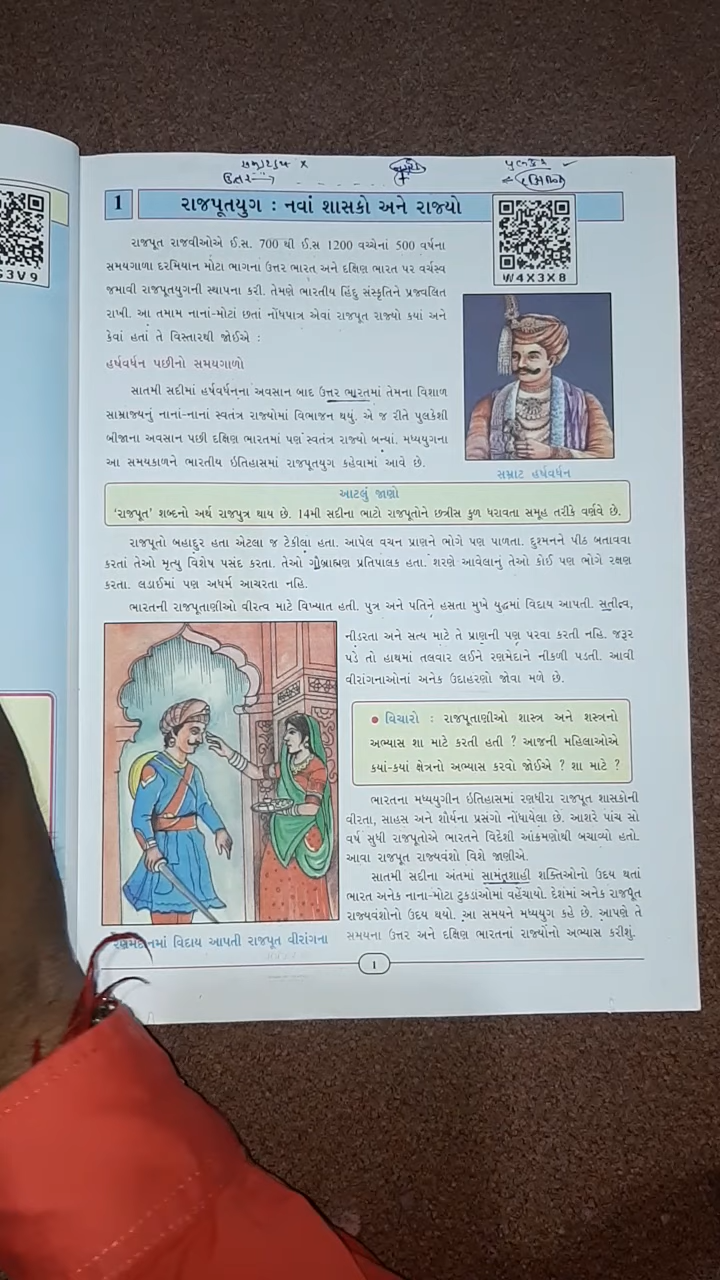 G3V9
1
રાજપૂતયુગ : નવાં શાસકો અને રાજ્યો
W4X3X8
રાજપૂત રાજવીઓએ ઈ.સ. 700 થી ઈ.સ 1200 વચ્ચેનાં 500 વર્ષના
સમયગાળા દરમિયાન મોટા ભાગનાં ઉત્તર ભારત અને દક્ષિણ ભારત પર વર્ચસ્વ
જમાવી રાજપૂતયુગની સ્થાપના કરી. તેમણે ભારતીય હિંદુ સંસ્કૃતિને પ્રજ્વલિત
રાખી. આ તમામ નાનાં-મોટાં છતાં નોંધપાત્ર એવાં રાજપૂત રાજ્યો કયાં અને
કેવાં હતાં તે વિસ્તારથી જોઈએ :
હર્ષવર્ધન પછીનો સમયગાળો
સાતમી સદીમાં હર્ષવર્ધનના અવસાન બાદ ઉત્તર ભારતમાં તેમના વિશાળ
સામ્રાજ્યનું નાનાં-નાનાં સ્વતંત્ર રાજ્યોમાં વિભાજન થયું. એ જ રીતે પુલકેશી
બીજાના અવસાન પછી દક્ષિણ ભારતમાં પણ સ્વતંત્ર રાજ્યો બન્યાં. મધ્યયુગના
આ સમયકાળને ભારતીય ઇતિહાસમાં રાજપૂતયુગ કહેવામાં આવે છે.
સમ્રાટ હર્ષવર્ધન
આટલું જાણો
‘રાજપૂત’ શબ્દનો અર્થ રાજપુત્ર થાય છે. 14મી સદીના ભાટો રાજપૂતોને છત્રીસ કુળ ધરાવતા સમૂહ તરીકે વર્ણવે છે.
રાજપૂતો બહાદુર હતા એટલા જ ટેકીલા હતા. આપેલ વચન પ્રાણને ભોગે પણ પાળતા. દુશ્મનને પીઠ બતાવવા
કરતાં તેઓ મૃત્યુ વિશેષ પસંદ કરતા. તેઓ ગૌબ્રાહ્મણ પ્રતિપાલક હતા. શરણે આવેલાનું તેઓ કોઈ પણ ભોગે રક્ષણ
કરતા. લડાઈમાં પણ અધર્મ આચરતા નહિ.
ભારતની રાજપૂતાણીઓ વીરત્વ માટે વિખ્યાત હતી. પુત્ર અને પતિને હસતા મુખે યુદ્ધમાં વિદાય આપતી. સતીત્વ,
નીડરતા અને સત્ય માટે તે પ્રાણની પણ પરવા કરતી નહિ. જરૂર
પડે તો હાથમાં તલવાર લઈને રણમેદાને નીકળી પડતી. આવી
વીરાંગનાઓનાં અનેક ઉદાહરણો જોવા મળે છે.
● વિચારો : રાજપૂતાણીઓ શાસ્ત્ર અને શસ્ત્રનો
અભ્યાસ શા માટે કરતી હતી ? આજની મહિલાઓએ
કયાં-કયાં ક્ષેત્રનો અભ્યાસ કરવો જોઈએ ? શા માટે ?
ભારતના મધ્યયુગીન ઇતિહાસમાં રણધીરા રાજપૂત શાસકોની
વીરતા, સાહસ અને શૌર્યના પ્રસંગો નોંધાયેલા છે. આશરે પાંચ સો
વર્ષ સુધી રાજપૂતોએ ભારતને વિદેશી આક્રમણોથી બચાવ્યો હતો.
આવા રાજપૂત રાજ્યવંશો વિશે જાણીએ.
સાતમી સદીના અંતમાં સામંતશાહી શક્તિઓનો ઉદય થતાં
ભારત અનેક નાના-મોટા ટુકડાઓમાં વહેંચાયો. દેશમાં અનેક રાજપૂત
રાજ્યવંશોનો ઉદય થયો. આ સમયને મધ્યયુગ કહે છે. આપણે તે
સમયના ઉત્તર અને દક્ષિણ ભારતનાં રાજ્યોનો અભ્યાસ કરીશું.
રણમેદાનમાં વિદાય આપતી રાજપૂત વીરાંગના
1